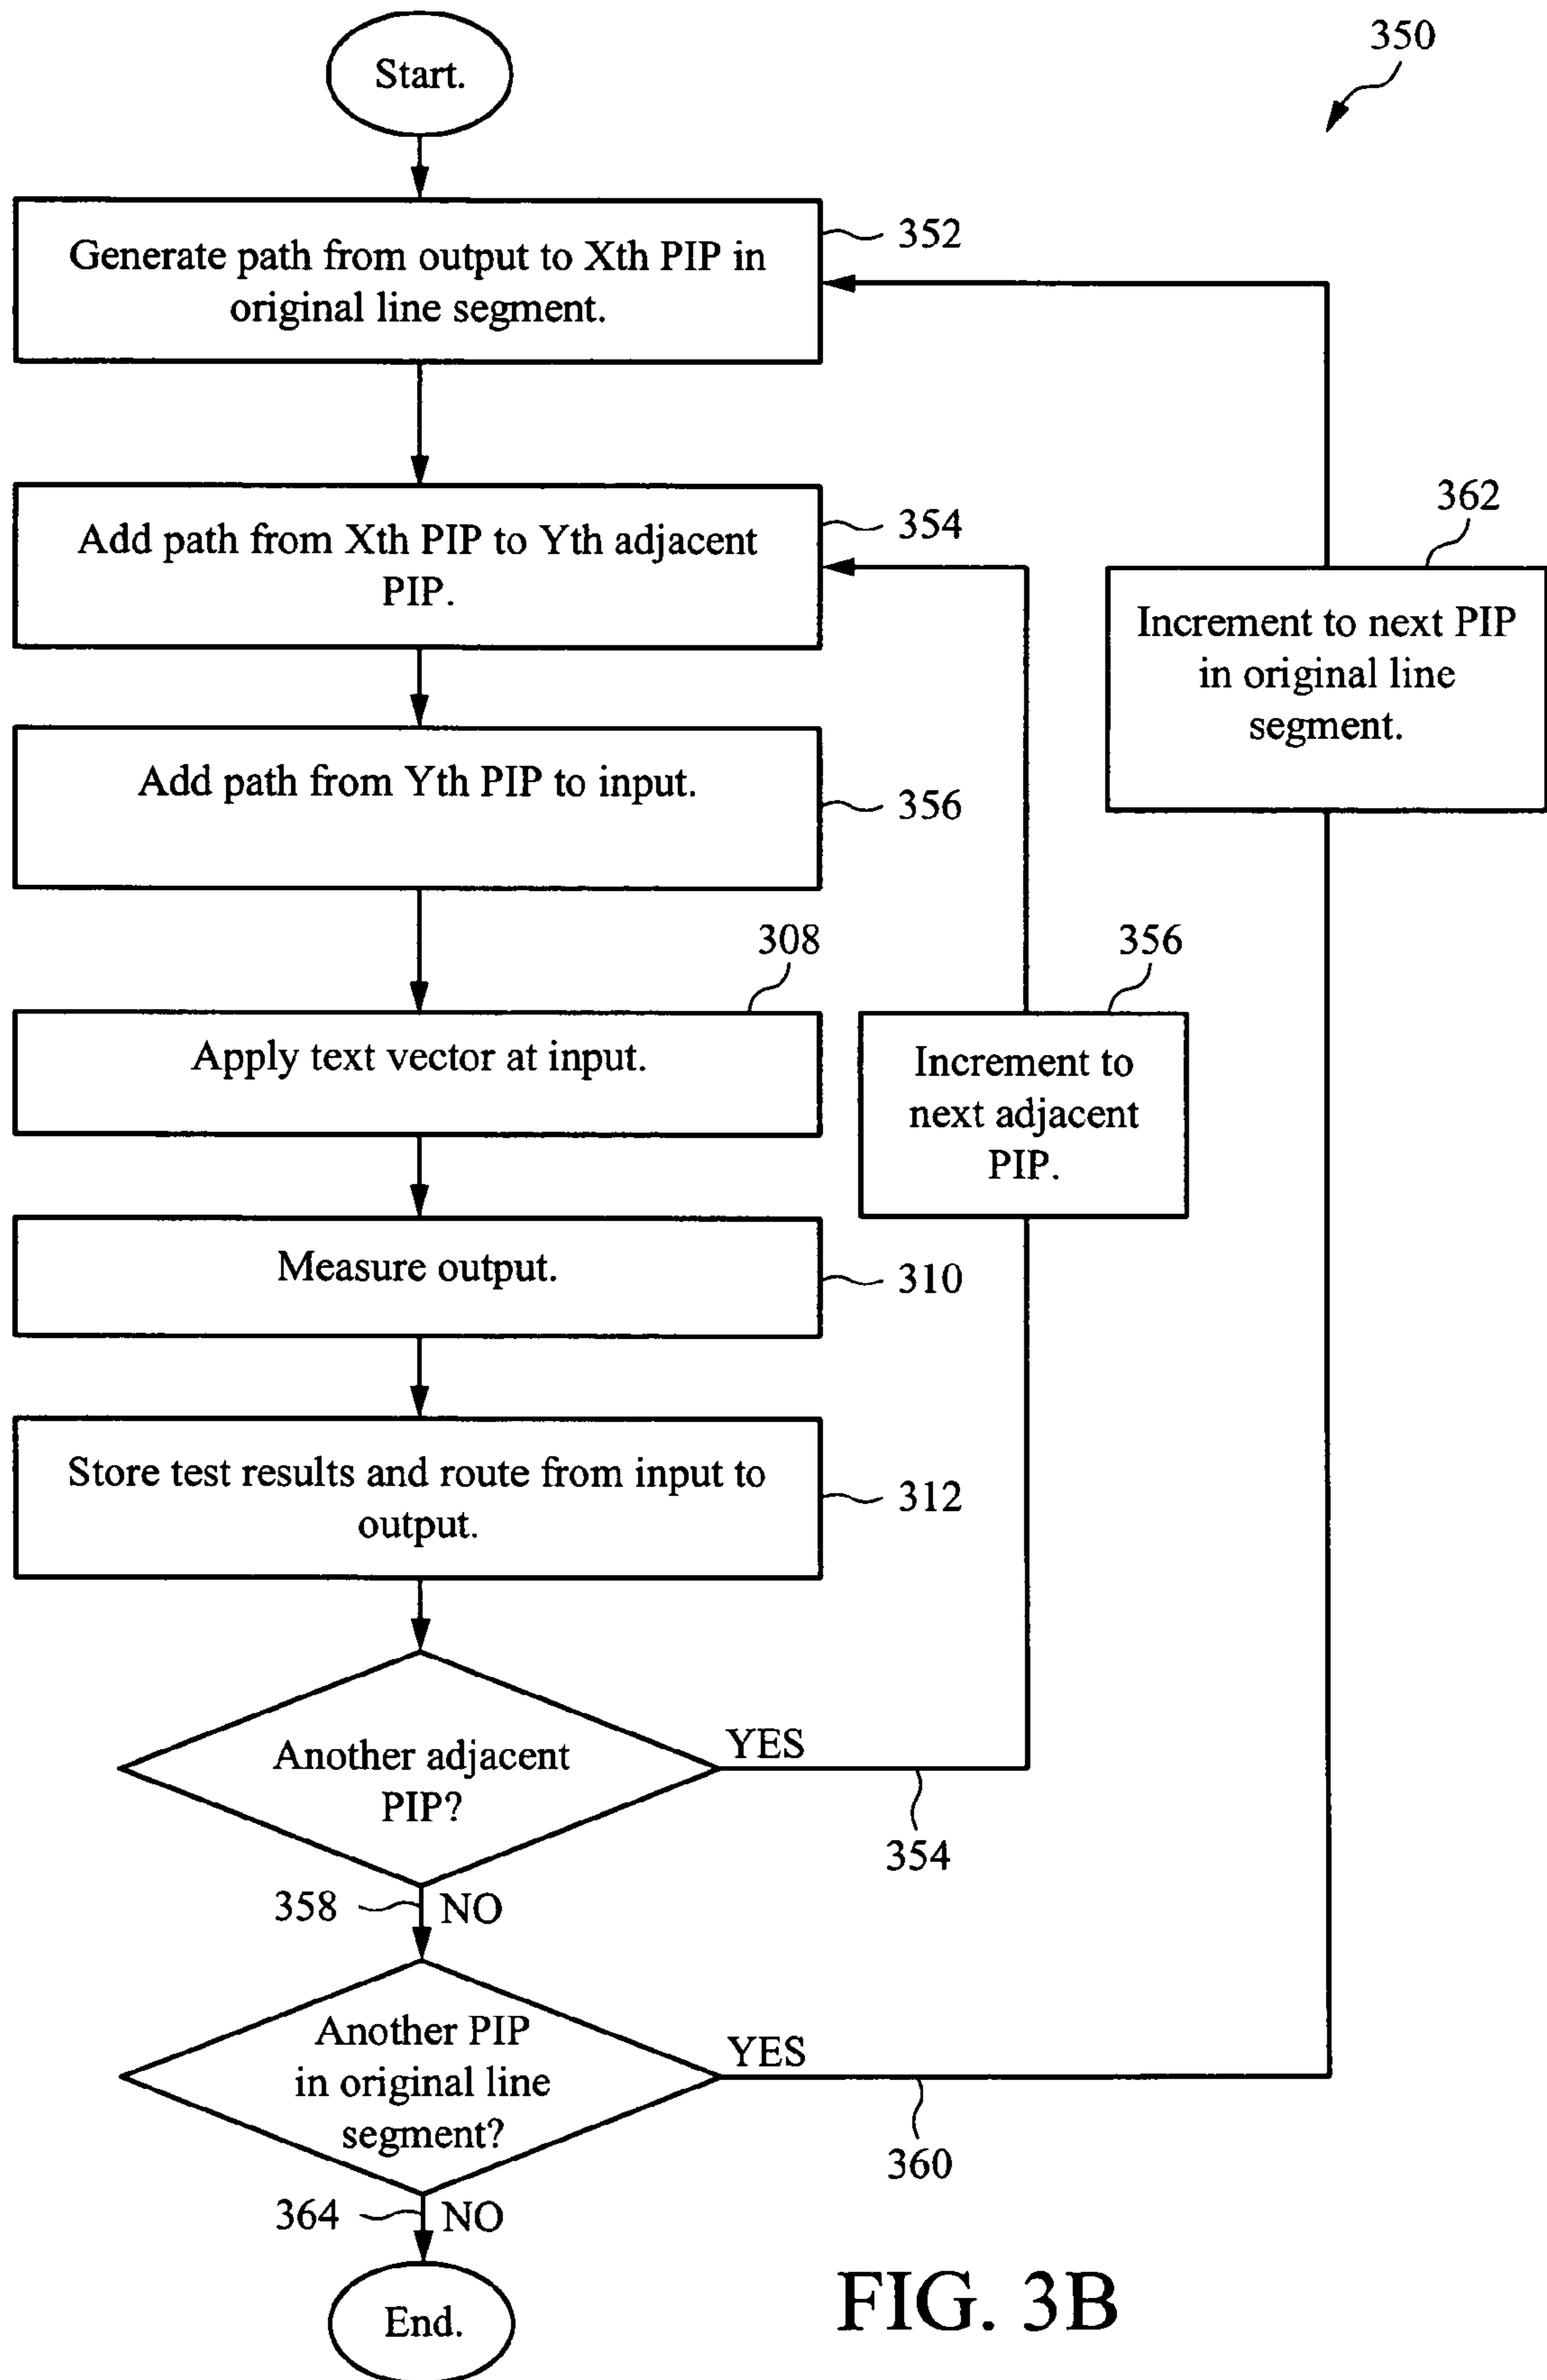 Start.
350
Generate path from output to Xth PIP in
original line segment.
352
Add path from Xth PIP to Yth adjacent
PIP.
354
362
Increment to next PIP
in original line
segment.
Add path from Yth PIP to input.
356
308
Apply text vector at input.
356
Increment to
next adjacent
PIP.
Measure output.
310
Store test results and route from input to
output.
312
Another adjacent
PIP?
YES
354
358
NO
Another PIP
in original line
segment?
YES
360
364
NO
End.
FIG. 3B